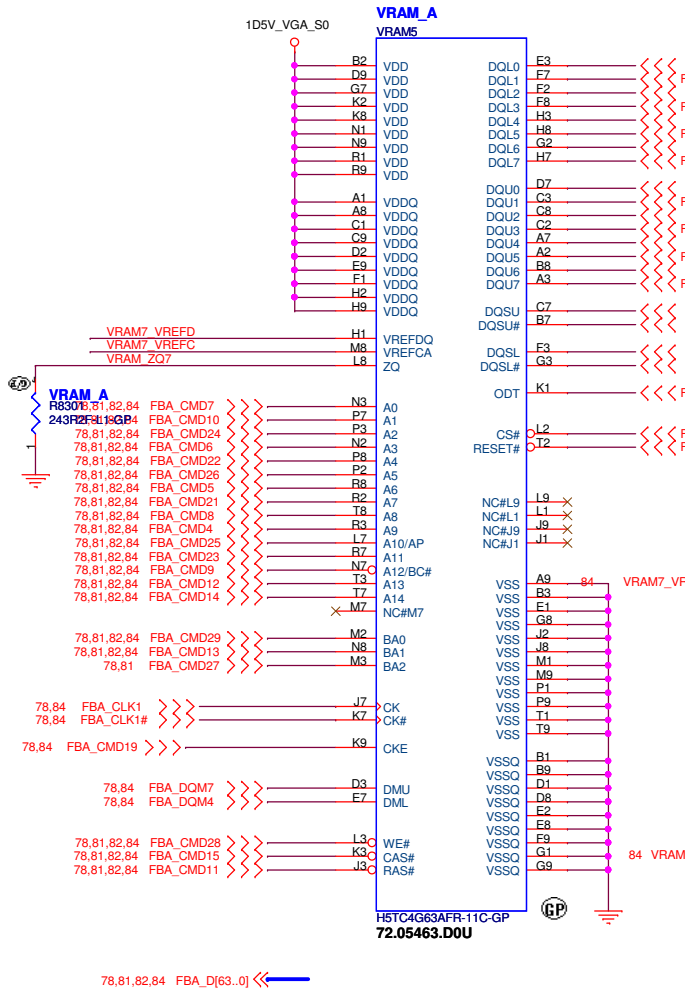 VRAM_A
1D5V_VGA_S0
VRAM5
B2 VDD DQL0 E3
D9 VDD DQL1 F7
G7 VDD DQL2 F2
K2 VDD DQL3 F8
K8 VDD DQL4 H3
N1 VDD DQL5 H8
N9 VDD DQL6 G2
R1 VDD DQL7 H7
R9 VDD
DQU0 D7
A1 VDDQ DQU1 C3
A8 VDDQ DQU2 C8
C1 VDDQ DQU3 C2
C9 VDDQ DQU4 A7
D2 VDDQ DQU5 A2
E9 VDDQ DQU6 B8
F1 VDDQ DQU7 A3
H2 VDDQ
H9 VDDQ DQSU C7
DQSU# B7
VRAM7_VREFD H1 VREFDQ
VRAM7_VREFC M8 VREFCA DQSL F3
VRAM_ZQ7 L8 ZQ DQSL# G3
ODT K1
VRAM_A
R8301
243R2F-L1-GP
1
78,81,82,84 FBA_CMD7 N3 A0
78,81,82,84 FBA_CMD10 P7 A1
78,81,82,84 FBA_CMD24 P3 A2 CS# L2
78,81,82,84 FBA_CMD6 N2 A3 RESET# T2
78,81,82,84 FBA_CMD22 P8 A4
78,81,82,84 FBA_CMD26 P2 A5
78,81,82,84 FBA_CMD5 R8 A6
78,81,82,84 FBA_CMD21 R2 A7 NC#L9 L9
78,81,82,84 FBA_CMD8 T8 A8 NC#L1 L1
78,81,82,84 FBA_CMD4 R3 A9 NC#J9 J9
78,81,82,84 FBA_CMD25 L7 A10/AP NC#J1 J1
78,81,82,84 FBA_CMD23 R7 A11
78,81,82,84 FBA_CMD9 N7 A12/BC#
78,81,82,84 FBA_CMD12 T3 A13 VSS A9 84 VRAM7_VR
78,81,82,84 FBA_CMD14 T7 A14 VSS B3
M7 NC#M7 VSS E1
VSS G8
78,81,82,84 FBA_CMD29 M2 BA0 VSS J2
78,81,82,84 FBA_CMD13 N8 BA1 VSS J8
78,81 FBA_CMD27 M3 BA2 VSS M1
VSS M9
VSS P1
78,84 FBA_CLK1 J7 CK VSS P9
78,84 FBA_CLK1# K7 CK# VSS T1
VSS T9
78,84 FBA_CMD19 K9 CKE
VSSQ B1
VSSQ B9
78,84 FBA_DQM7 D3 DMU VSSQ D1
78,84 FBA_DQM4 E7 DML VSSQ D8
VSSQ E2
VSSQ E8
78,81,82,84 FBA_CMD28 L3 WE# VSSQ F9
78,81,82,84 FBA_CMD15 K3 CAS# VSSQ G1 84 VRAM
78,81,82,84 FBA_CMD11 J3 RAS# VSSQ G9
GP
H5TC4G63AFR-11C-GP
72.05463.D0U
78,81,82,84 FBA_D[63..0]